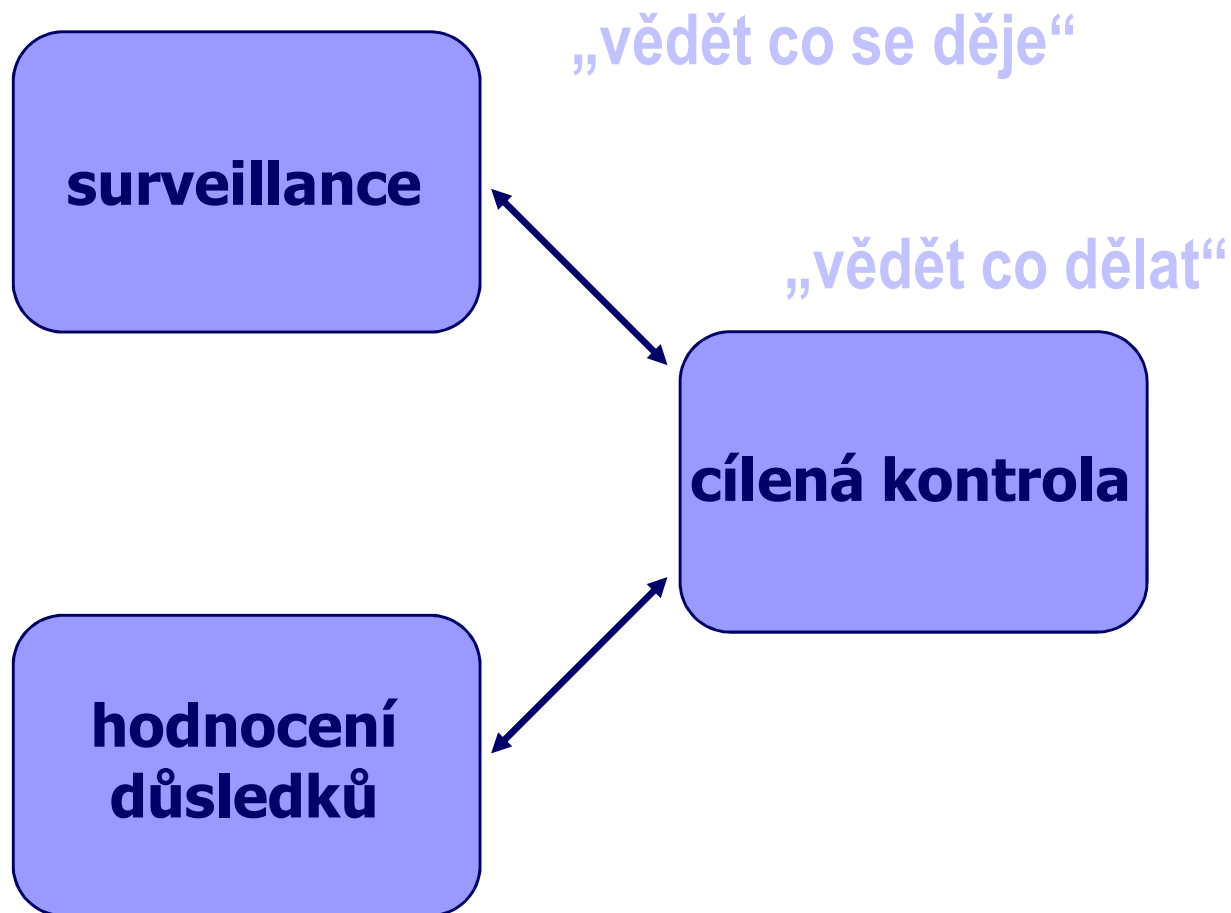 „vědět co se děje“
surveillance
„vědět co dělat“
cílená kontrola
hodnocení
důsledků